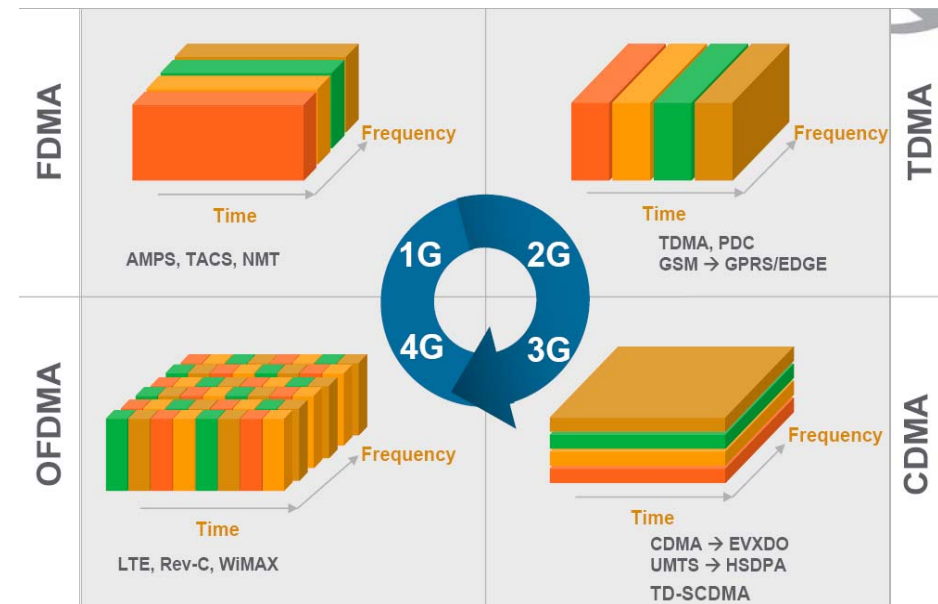 FDMA
Frequency
Time
AMPS, TACS, NMT
1G
TDMA
Frequency
Time
TDMA, PDC
GSM → GPRS/EDGE
2G
OFDMA
4G
Frequency
Time
LTE, Rev-C, WiMAX
3G
CDMA
Frequency
Time
CDMA → EVXDO
UMTS → HSDPA
TD-SCDMA